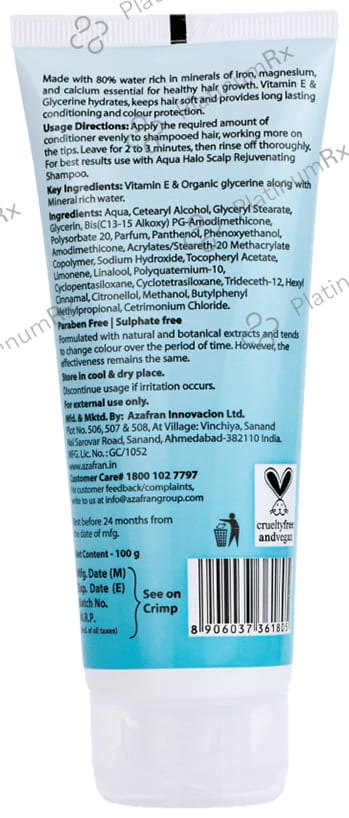 PlatinumRx
Made with 80% water rich in minerals of iron, magnesium,
and calcium essential for healthy hair growth. Vitamin E &
Glycerine hydrates, keeps hair soft and provides long lasting
conditioning and color protection.
Usage Directions: Apply the required amount of
conditioner evenly to shampooed hair, working more on
the tips. Leave for 2 to 3 minutes, then rinse off thoroughly.
For best results use with Aqua Halo Scalp Rejuvenating
Shampoo.
Key Ingredients: Vitamin E & Organic glycerine along with
Mineral rich water.
Ingredients: Aqua, Cetearyl Alcohol, Glyceryl Stearate,
Glycerin, Bis(C13-15 Alkoxy) PG-Amodimethicone,
Polysorbate 20, Parfum, Panthenol, Phenoxyethanol,
Amodimethicone, Acrylates/Steareth-20 Methacrylate
Copolymer, Sodium Hydroxide, Tocopheryl Acetate,
Limonene, Linalool, Polyquaternium-10,
Cyclopentasiloxane, Cyclotetrasiloxane, Trideceth-12, Hexyl
Cinnamal, Citronellol, Methanol, Butylphenyl
Methylpropional, Cetrimonium Chloride.
Paraben Free | Sulphate free
Formulated with natural and botanical extracts and tends
to change colour over the period of time. However, the
effectiveness remains the same.
Store in cool & dry place.
Discontinue usage if irritation occurs.
For external use only.
Mfd. & Mktd. By: Azafran Innovacion Ltd.
Plot No. 506, 507 & 508, At Village: Vinchiya, Sanand
Nal Sarovar Road, Sanand, Ahmedabad-382110 India.
MFG. Lic. No.: GC/1052
www.azafran.in
Customer Care# 1800 102 7797
For customer feedback/complaints,
write to us at info@azafrangroup.com
Best before 24 months from
the date of mfg.
crueltyfree
andvegan
Net Content - 100 g
Mfg. Date (M)
Exp. Date (E)
Batch No.
M.R.P.
(Incl. of all taxes)
See on
Crimp
8 906037 361805